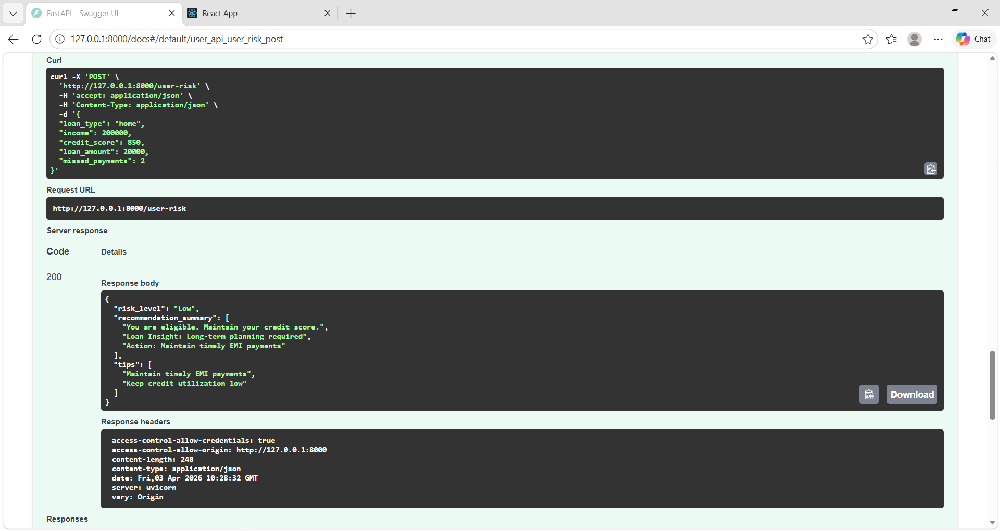 FastAPI - Swagger UI
React App
127.0.0.1:8000/docs#/default/user_api_user_risk_post
Chat
Curl
curl -X 'POST' \
  'http://127.0.0.1:8000/user-risk' \
  -H 'accept: application/json' \
  -H 'Content-Type: application/json' \
  -d '{
  "loan_type": "home",
  "income": 200000,
  "credit_score": 850,
  "loan_amount": 20000,
  "missed_payments": 2
}'
Request URL
http://127.0.0.1:8000/user-risk
Server response
Code Details
200
Response body
{
  "risk_level": "Low",
  "recommendation_summary": [
    "You are eligible. Maintain your credit score.",
    "Loan Insight: Long-term planning required",
    "Action: Maintain timely EMI payments"
  ],
  "tips": [
    "Maintain timely EMI payments",
    "Keep credit utilization low"
  ]
}
Download
Response headers
access-control-allow-credentials: true
access-control-allow-origin: http://127.0.0.1:8000
content-length: 248
content-type: application/json
date: Fri,03 Apr 2026 10:28:32 GMT
server: uvicorn
vary: Origin
Responses